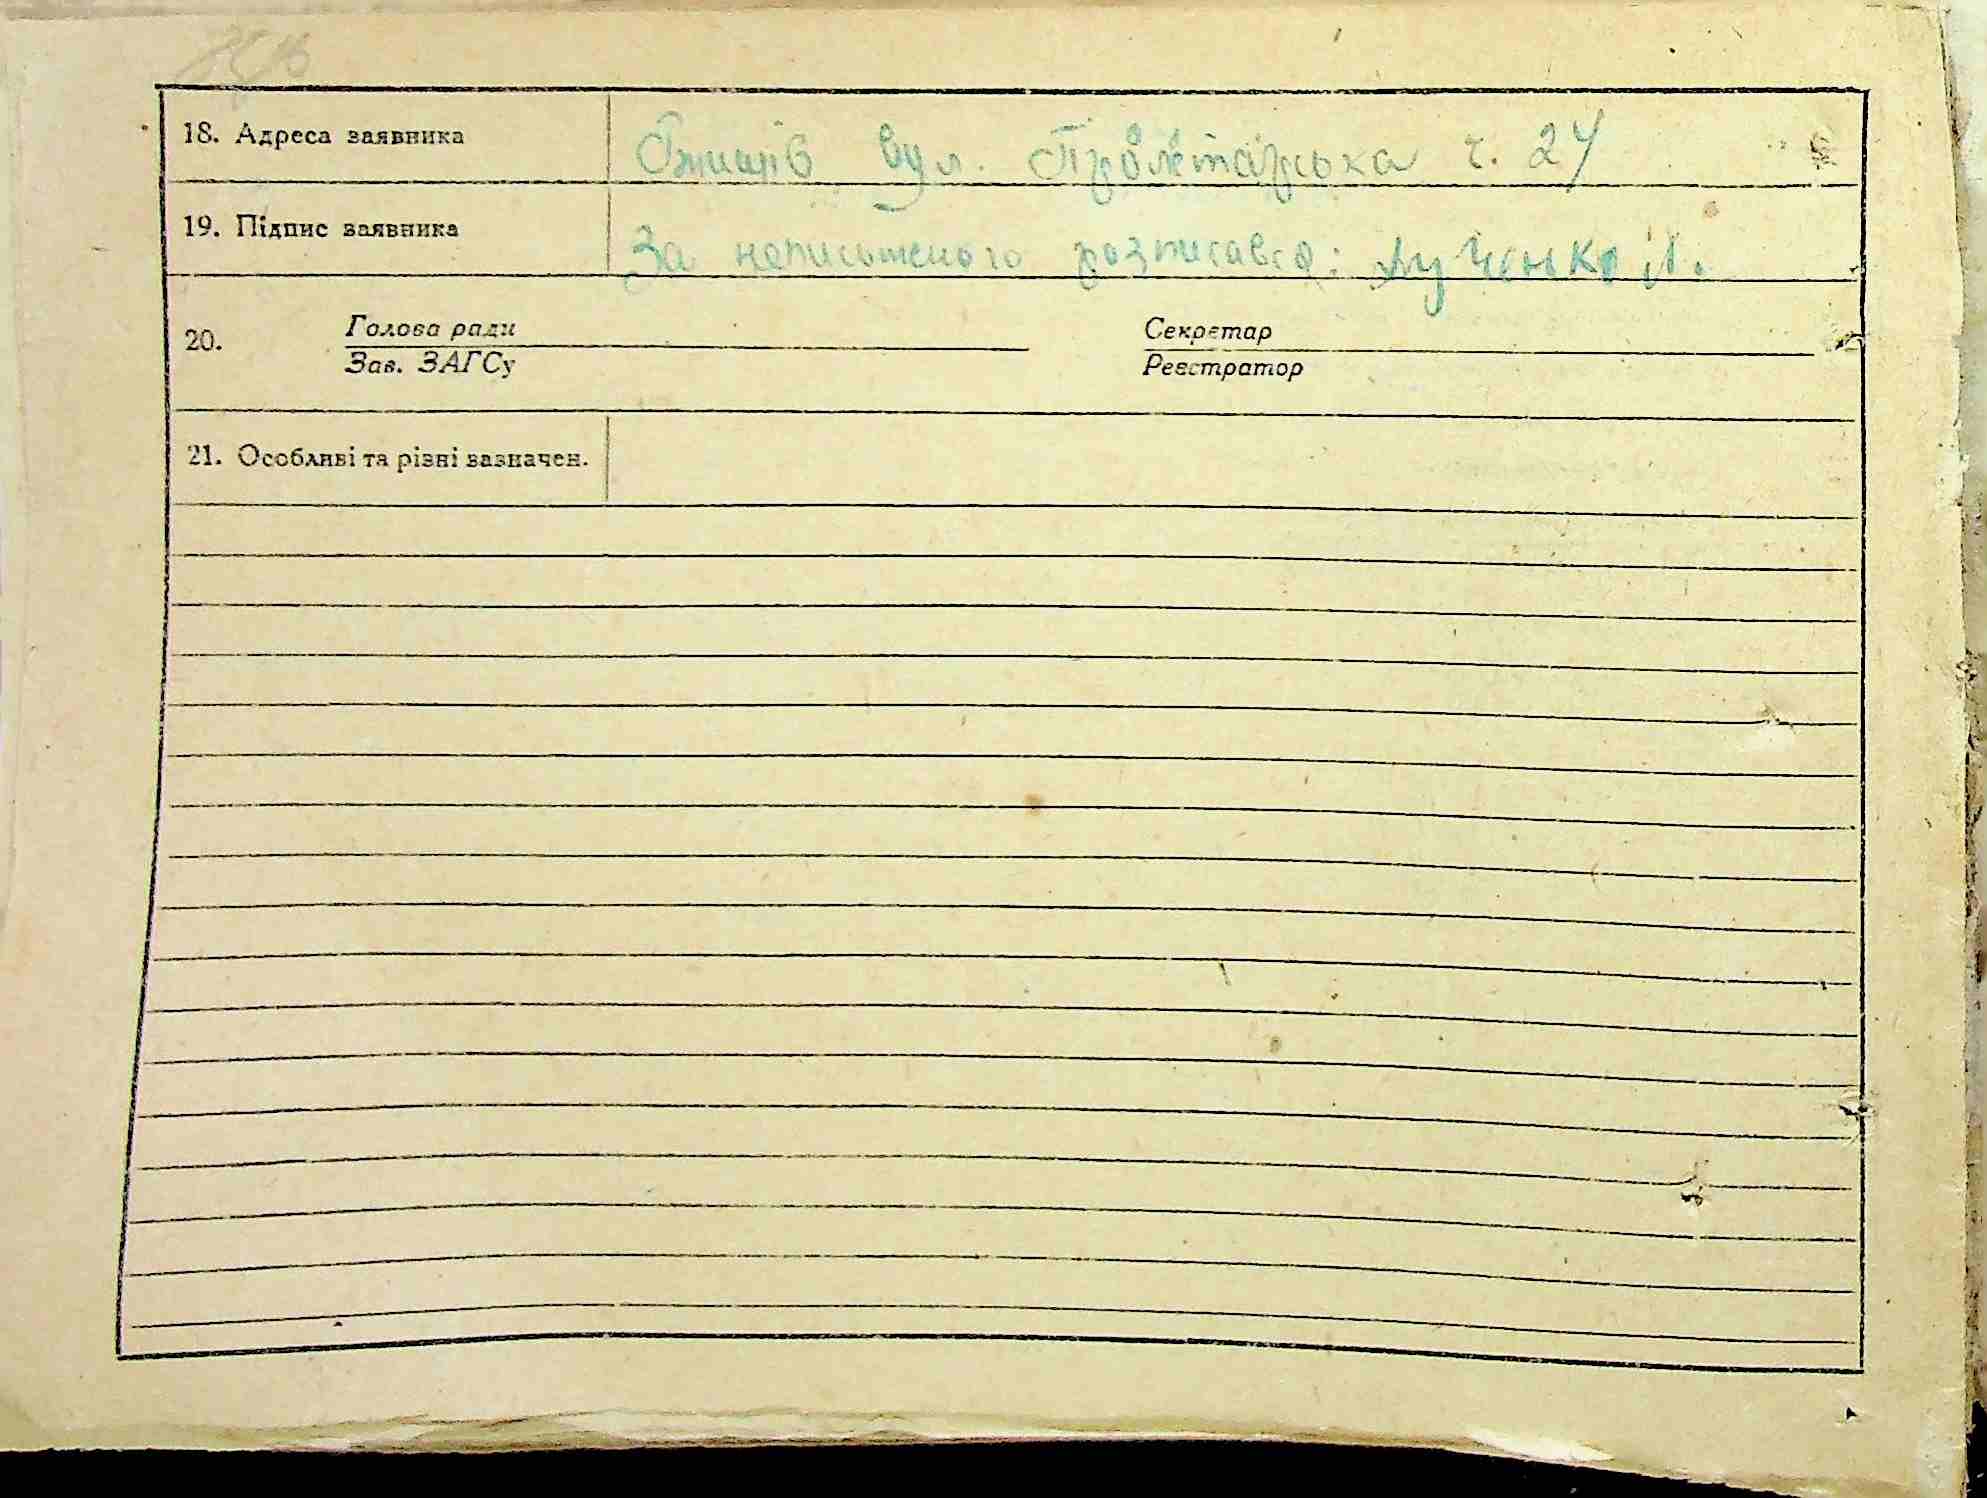 18. Адреса заявника Ржищів вул. Пролетарська ч. 24
19. Підпис заявника За неписьменого розписався: Лученко
20. Голова ради Секретар
Зав. ЗАГСу Реєстратор
21. Особливі та різні зазначен.